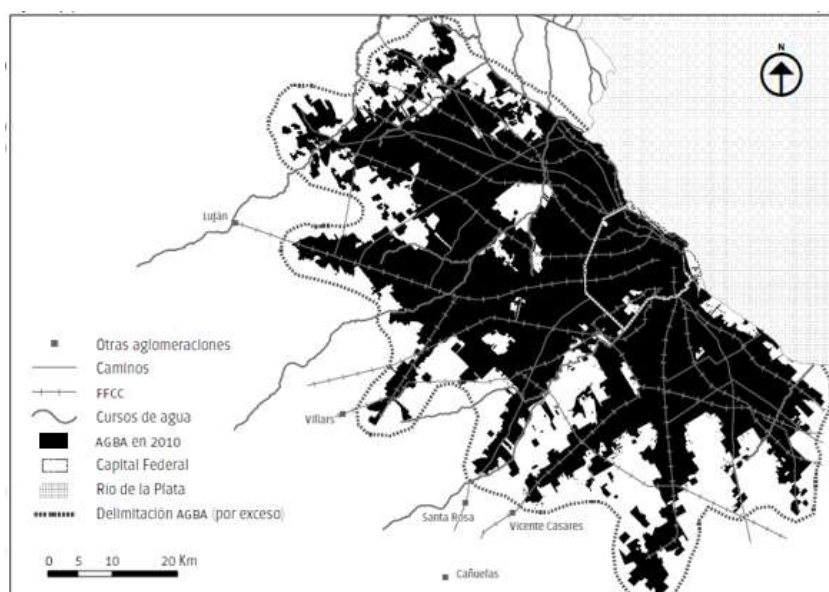 N
Luján
Villars
Santa Rosa
Vicente Casares
Cañuelas
Otras aglomeraciones
Caminos
FFCC
Cursos de agua
AGBA en 2010
Capital Federal
Río de la Plata
Delimitación AGBA (por exceso)
0 5 10 20 Km